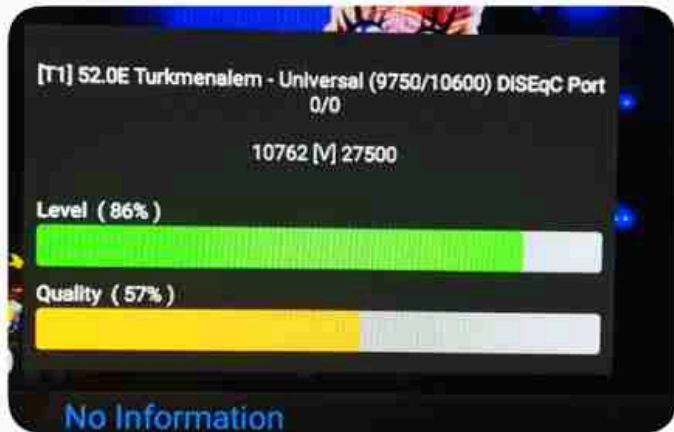 [T1] 52.0E Turkmenalem - Universal (9750/10600) DISEqC Port
0/0
10762 [V] 27500
Level ( 86% )
Quality ( 57% )
No Information